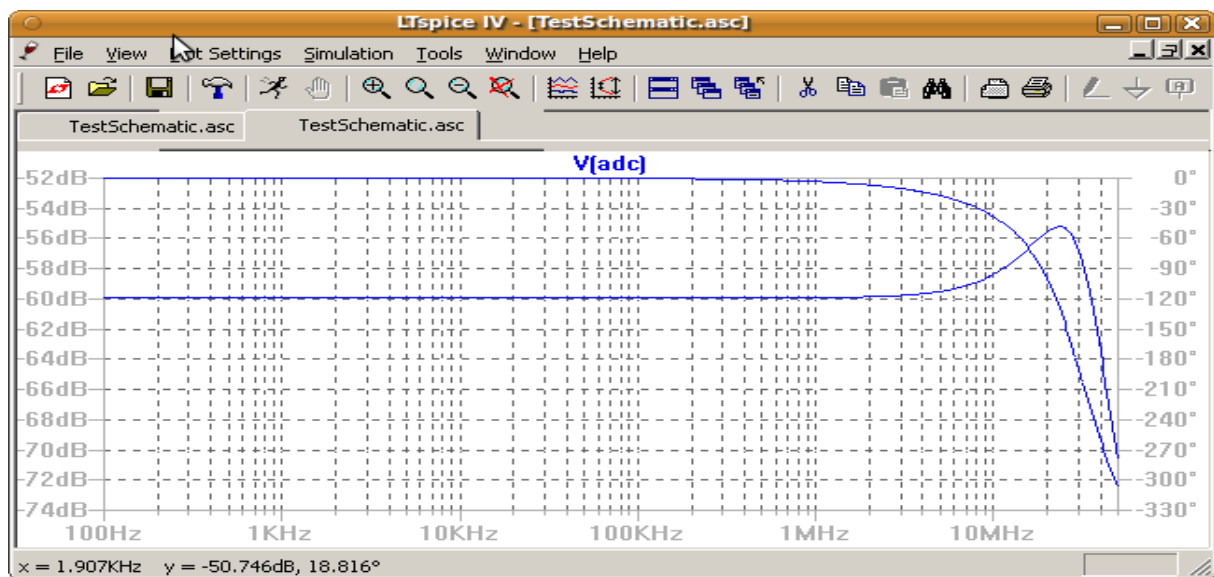 LTspice IV - [TestSchematic.asc]
File View Settings Simulation Tools Window Help
TestSchematic.asc TestSchematic.asc
V(adc)
-52dB 0°
-54dB -30°
-56dB -60°
-58dB -90°
-60dB -120°
-62dB -150°
-64dB -180°
-66dB -210°
-68dB -240°
-70dB -270°
-72dB -300°
-74dB -330°
100Hz 1KHz 10KHz 100KHz 1MHz 10MHz
x = 1.907KHz y = -50.746dB, 18.816°